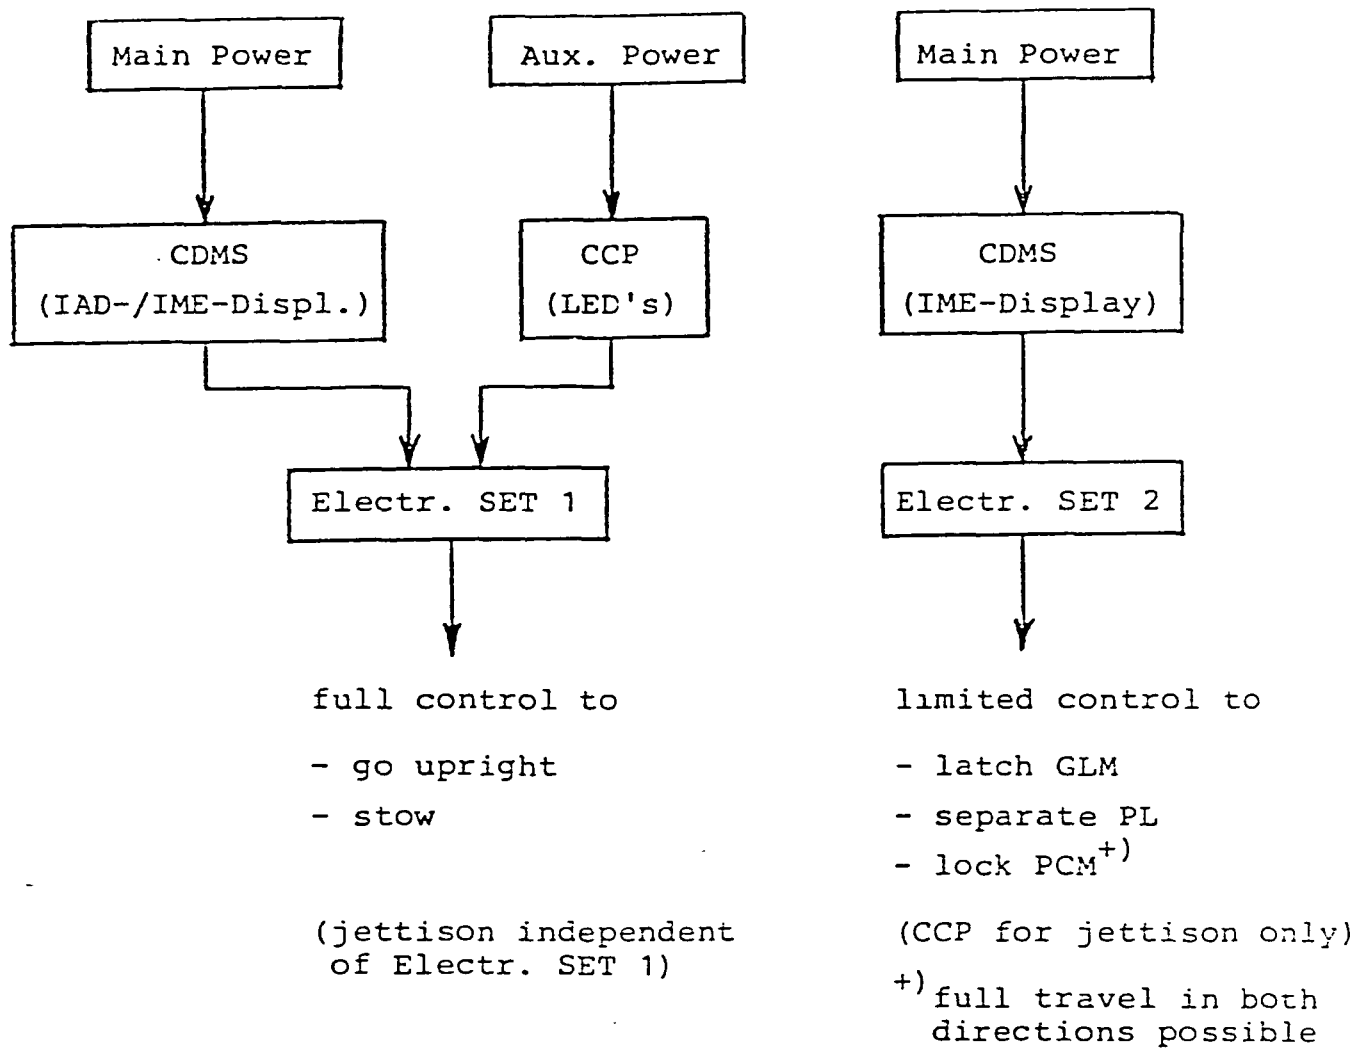 Main Power
Aux. Power
Main Power
CDMS
(IAD-/IME-Displ.)
CCP
(LED's)
CDMS
(IME-Display)
Electr. SET 1
Electr. SET 2
full control to
- go upright
- stow
(jettison independent
of Electr. SET 1)
limited control to
- latch GLM
- separate PL
- lock PCM+)
(CCP for jettison only)
+) full travel in both
directions possible